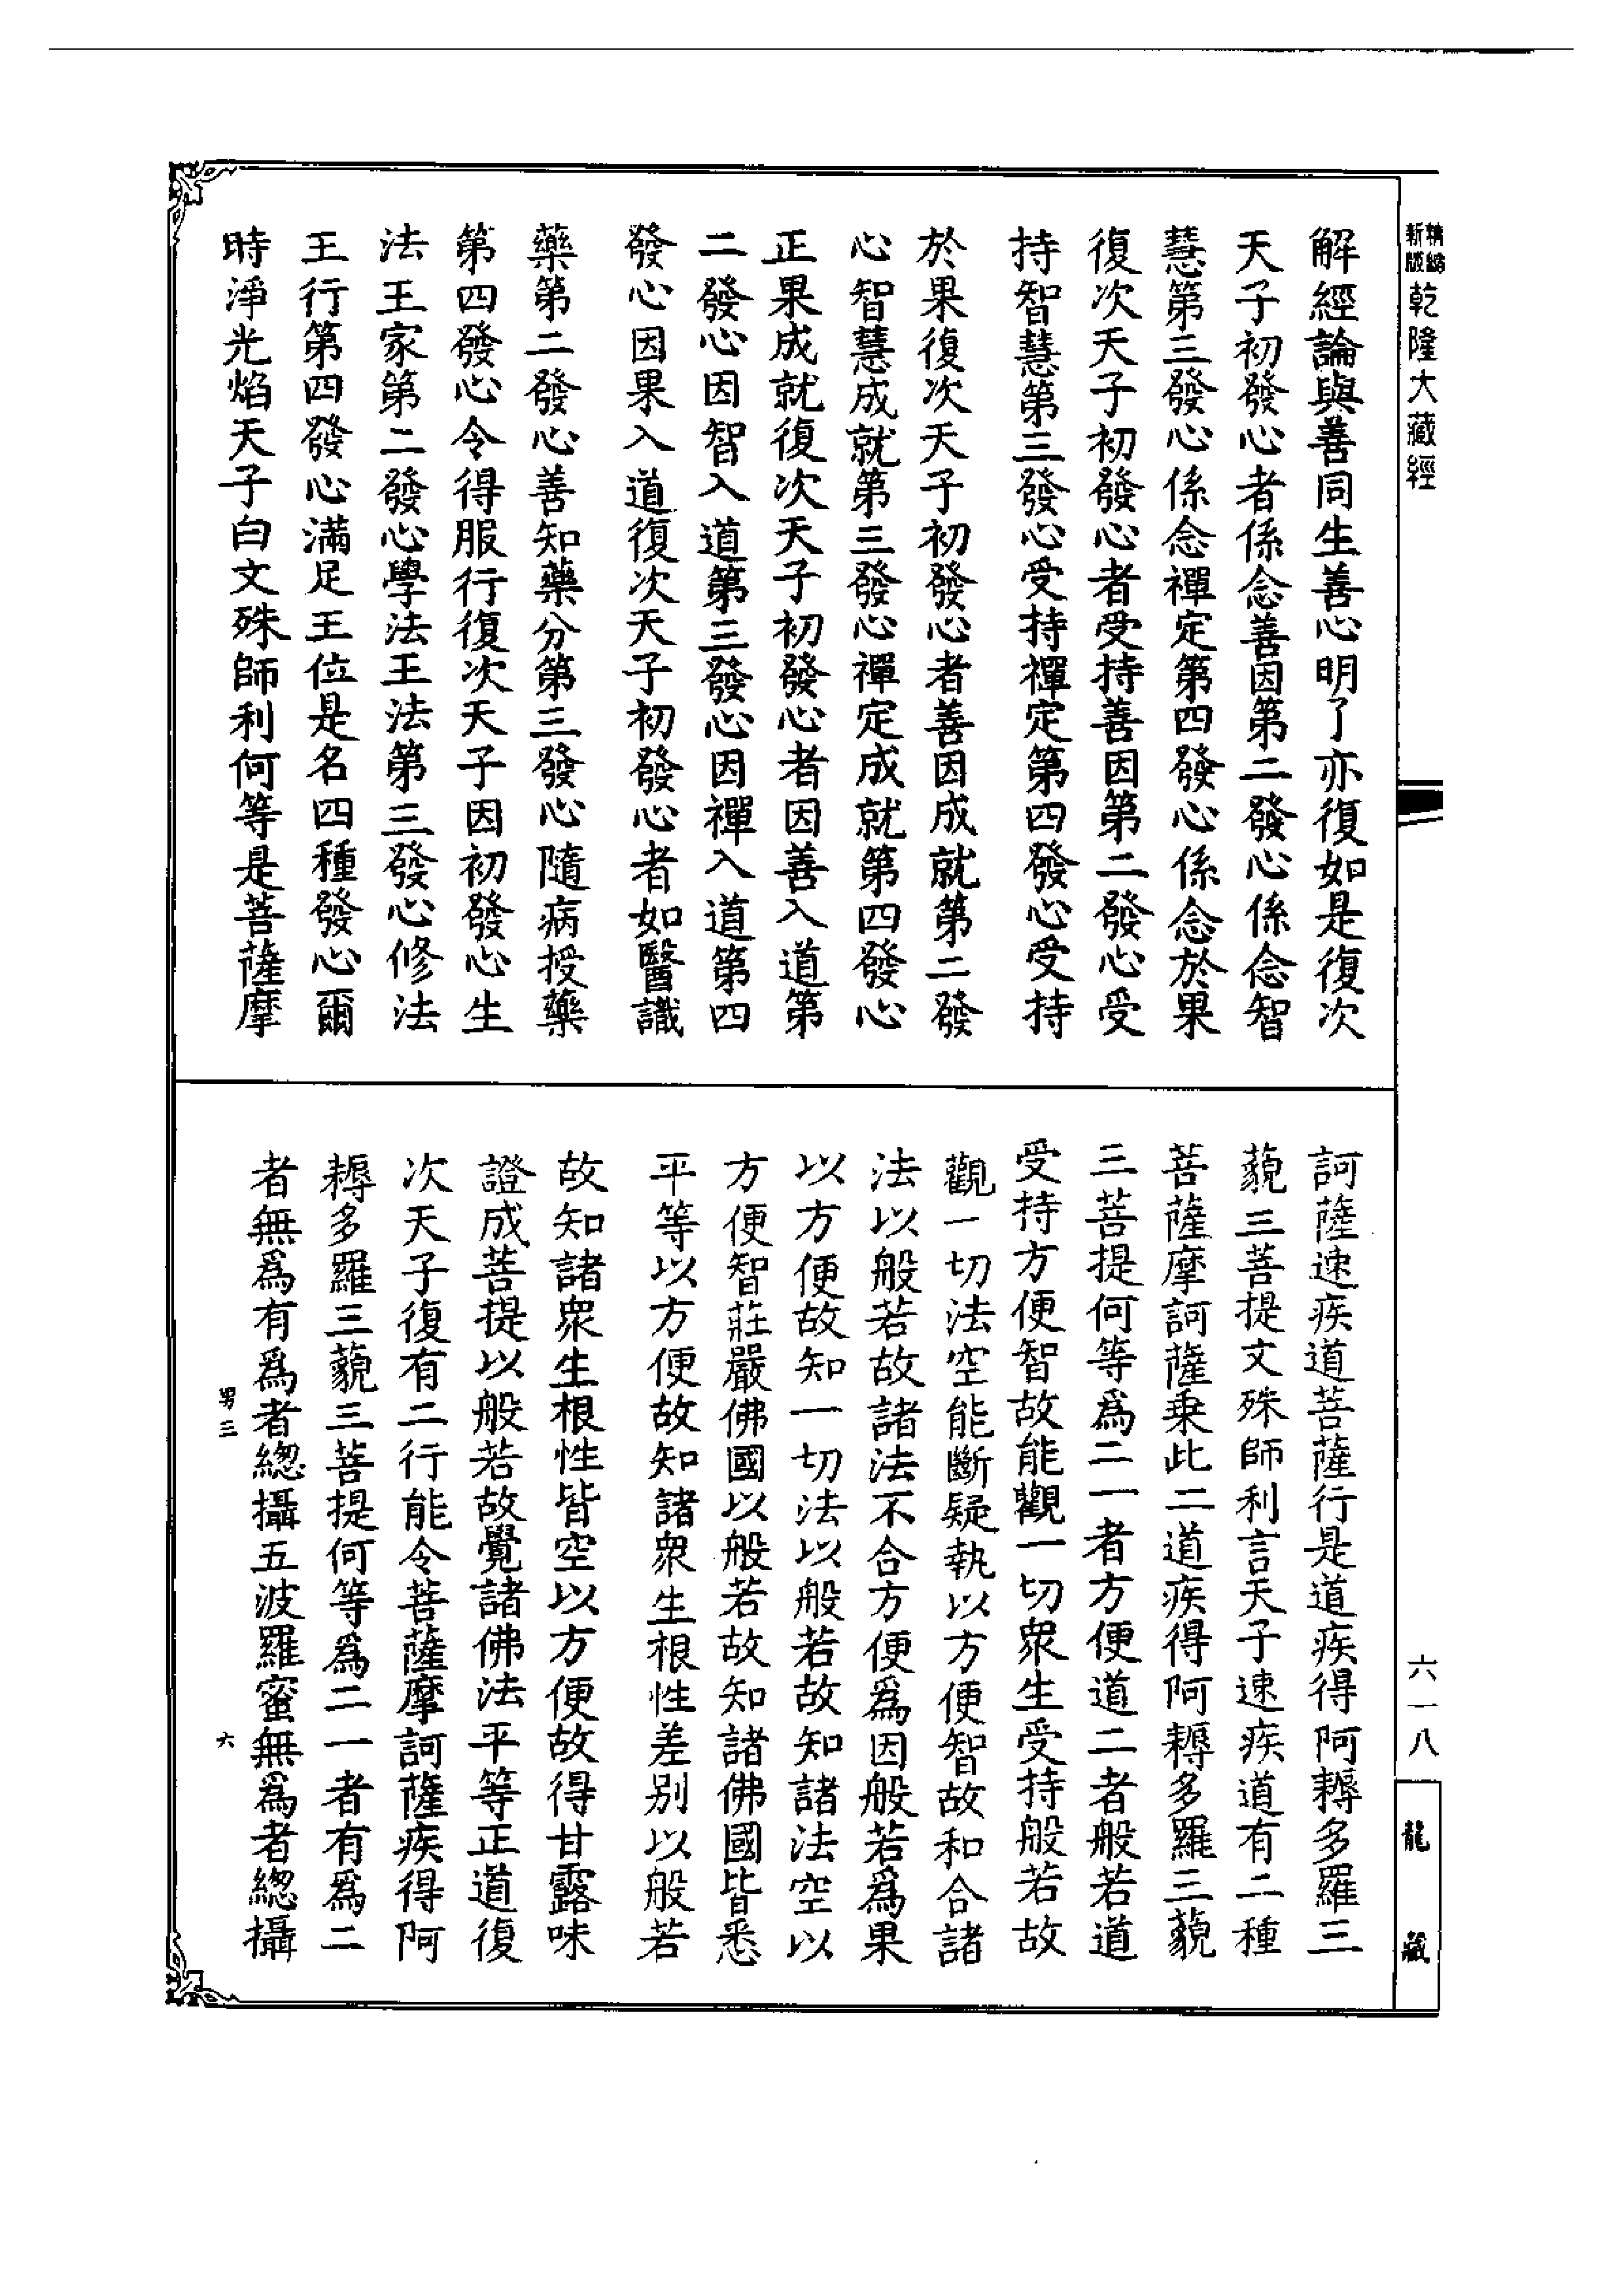 新版 精縮 乾隆大藏經
解經論與善同生善心明了亦復如是復次
天子初發心者係念善因第二發心係念智
慧第三發心係念禪定第四發心係念於果
復次天子初發心者受持善因第二發心受
持智慧第三發心受持禪定第四發心受持
於果復次天子初發心者善因成就第二發
心智慧成就第三發心禪定成就第四發心
正果成就復次天子初發心者因善入道第
二發心因智入道第三發心因禪入道第四
發心因果入道復次天子初發心者如醫識
藥第二發心善知藥分第三發心隨病授藥
第四發心令得服行復次天子因初發心生
法王家第二發心學法王法第三發心修法
王行第四發心滿足王位是名四種發心爾
時淨光焰天子白文殊師利何等是菩薩摩
訶薩速疾道菩薩行是道疾得阿耨多羅三
藐三菩提文殊師利言天子速疾道有二種
菩薩摩訶薩乘此二道疾得阿耨多羅三藐
三菩提何等爲二一者方便道二者般若道
受持方便智故能觀一切眾生受持般若故
觀一切法空能斷疑執以方便智故和合諸
法以般若故諸法不合方便爲因般若爲果
以方便故知一切法以般若故知諸法空以
方便智莊嚴佛國以般若故知諸佛國皆悉
平等以方便故知諸眾生根性差別以般若
故知諸眾生根性皆空以方便故得甘露味
證成菩提以般若故覺諸佛法平等正道復
次天子復有二行能令菩薩摩訶薩疾得阿
耨多羅三藐三菩提何等爲二一者有爲二
者無爲有爲者緫攝五波羅蜜無爲者緫攝
男三 六
六一八
龍藏